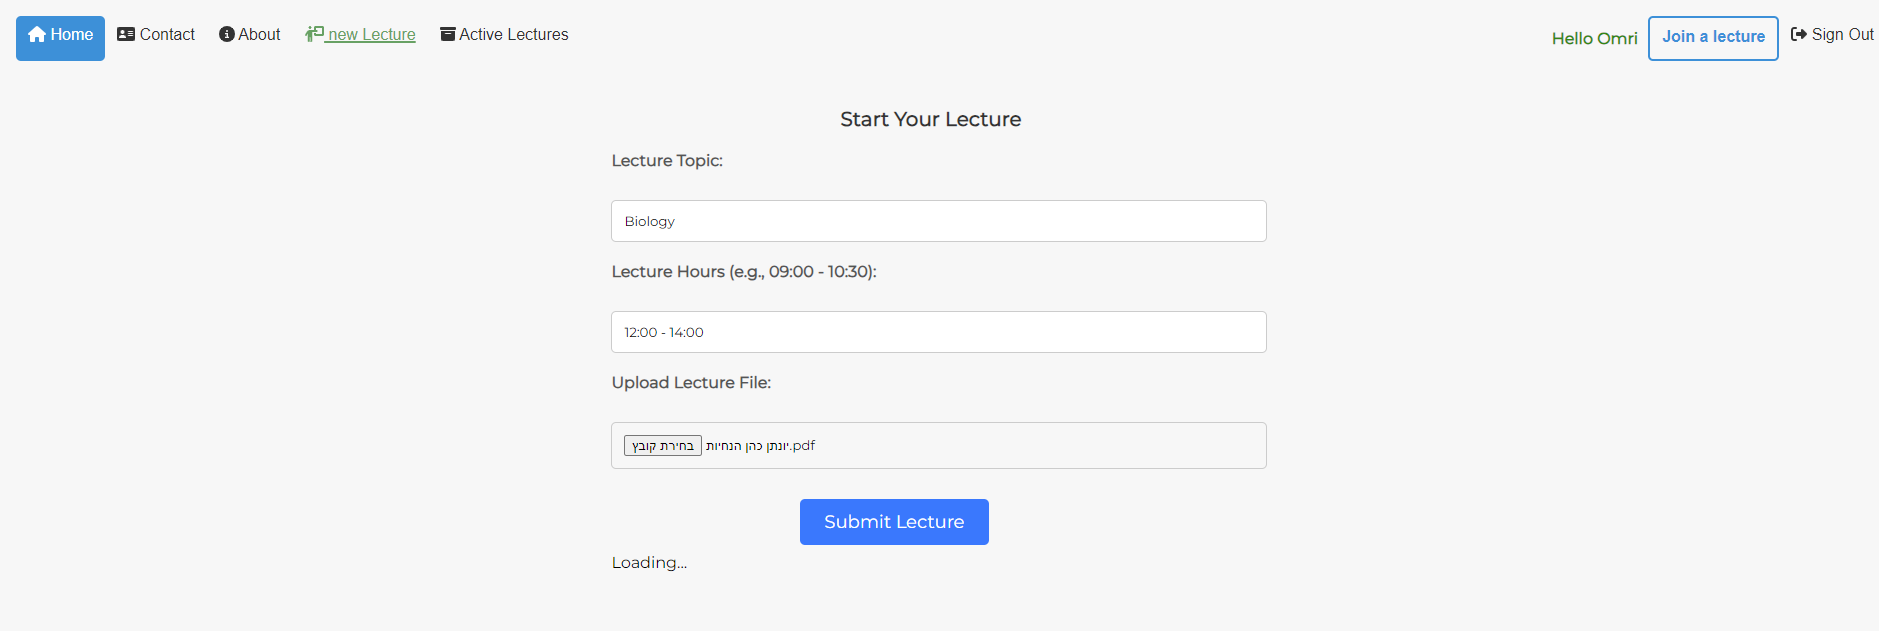 Home Contact About new Lecture Active Lectures Hello Omri Join a lecture Sign Out
Start Your Lecture
Lecture Topic:
Biology
Lecture Hours (e.g., 09:00 - 10:30):
12:00 - 14:00
Upload Lecture File:
בחירת קובץ יונתן כהן הנחיות.pdf
Submit Lecture
Loading...